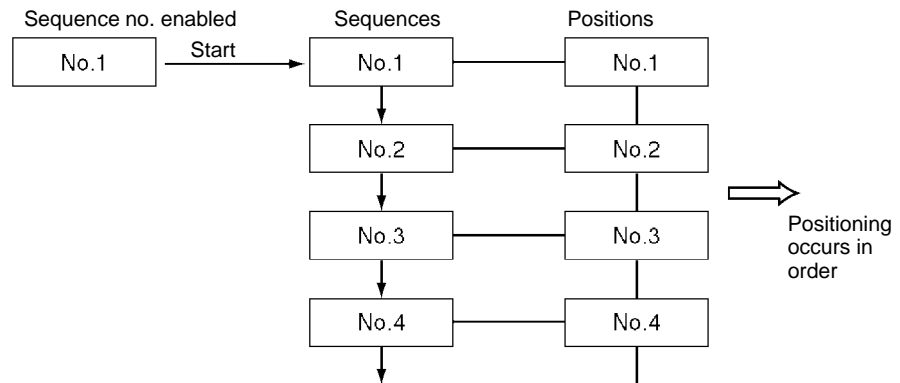 Sequence no. enabled
Sequences
Positions
No.1
Start
No.1
No.1
No.2
No.2
No.3
No.3
Positioning
occurs in
order
No.4
No.4